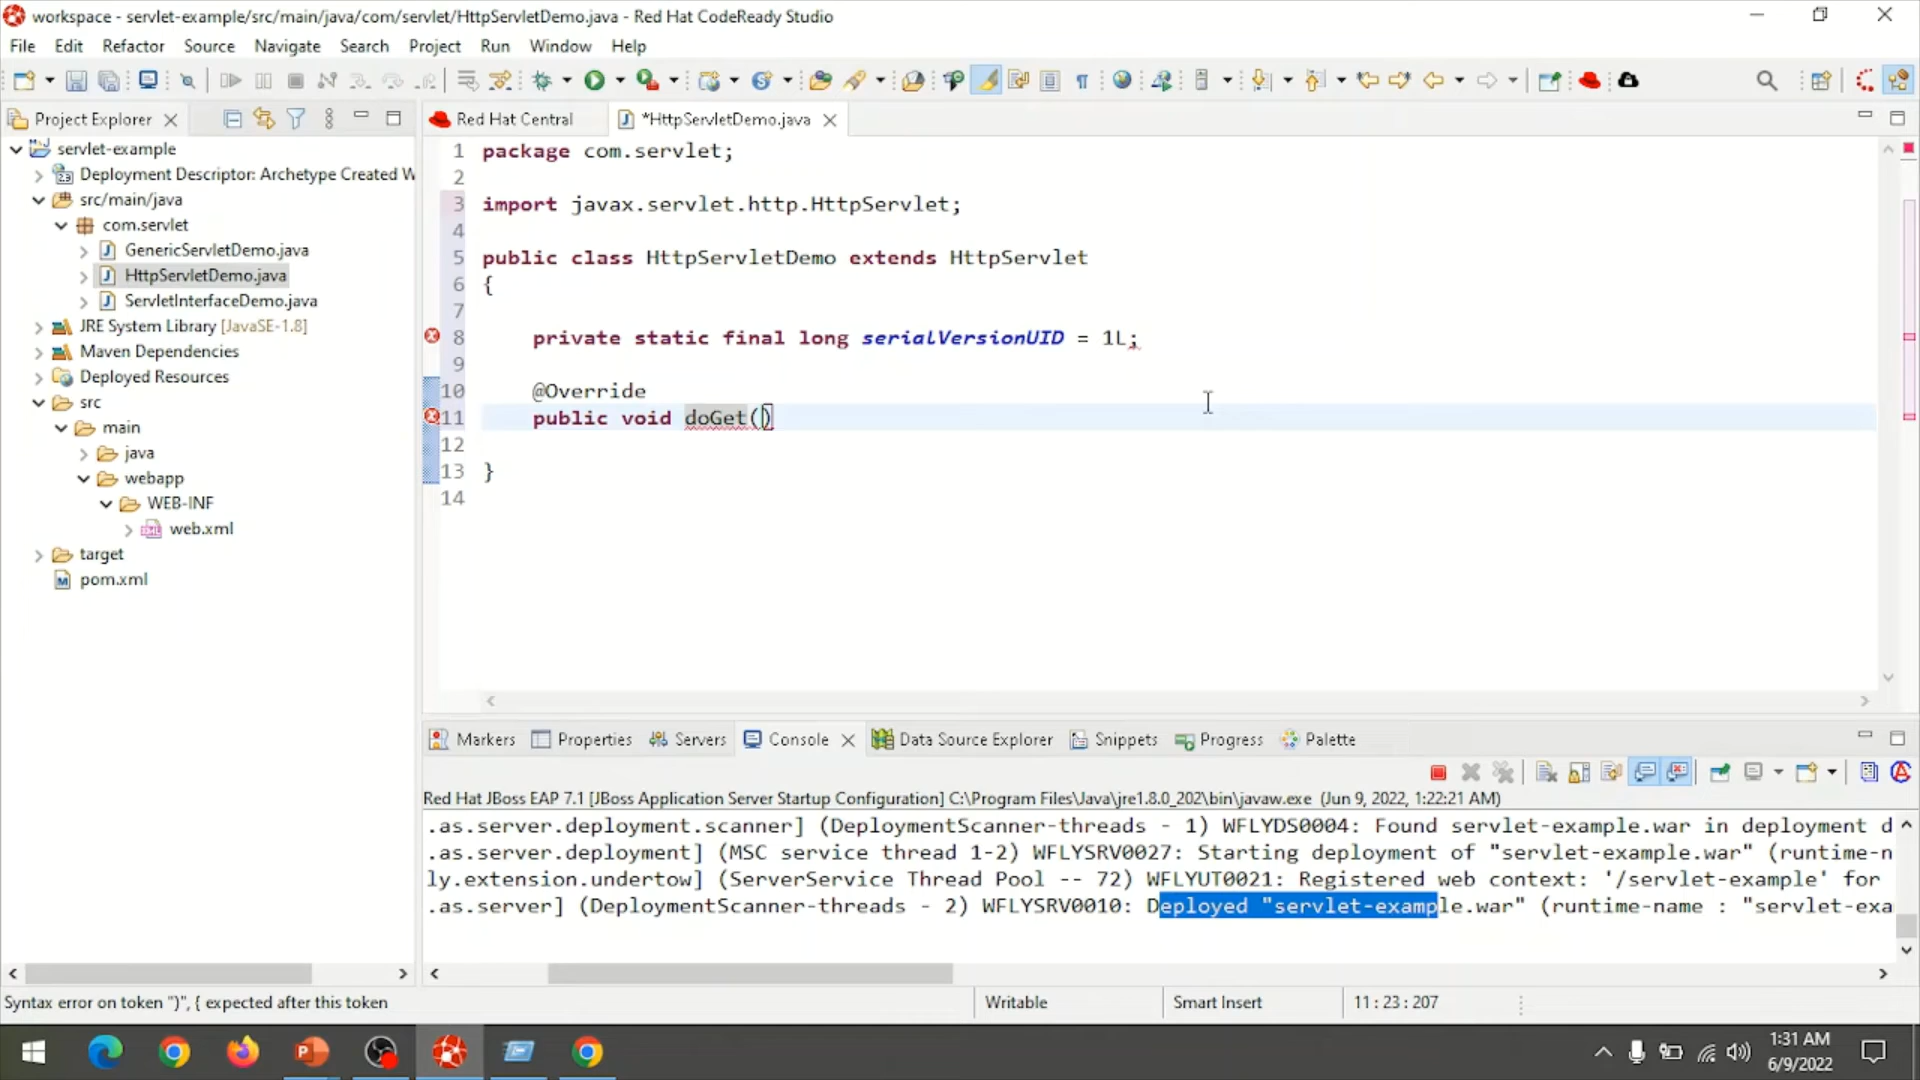 workspace - servlet-example/src/main/java/com/servlet/HttpServletDemo.java - Red Hat CodeReady Studio
File Edit Refactor Source Navigate Search Project Run Window Help
Project Explorer
Red Hat Central
*HttpServletDemo.java
servlet-example
Deployment Descriptor: Archetype Created W
src/main/java
com.servlet
GenericServletDemo.java
HttpServletDemo.java
ServletInterfaceDemo.java
JRE System Library [JavaSE-1.8]
Maven Dependencies
Deployed Resources
src
main
java
webapp
WEB-INF
web.xml
target
pom.xml
1 package com.servlet;
2
3 import javax.servlet.http.HttpServlet;
4
5 public class HttpServletDemo extends HttpServlet
6 {
7
8 private static final long serialVersionUID = 1L;
9
10 @Override
11 public void doGet()
12
13 }
14
Markers Properties Servers Console Data Source Explorer Snippets Progress Palette
Red Hat JBoss EAP 7.1 [JBoss Application Server Startup Configuration] C:\Program Files\Java\jre1.8.0_202\bin\javaw.exe (Jun 9, 2022, 1:22:21 AM)
.as.server.deployment.scanner] (DeploymentScanner-threads - 1) WFLYDS0004: Found servlet-example.war in deployment d
.as.server.deployment] (MSC service thread 1-2) WFLYSRV0027: Starting deployment of "servlet-example.war" (runtime-n
ly.extension.undertow] (ServerService Thread Pool -- 72) WFLYUT0021: Registered web context: '/servlet-example' for
.as.server] (DeploymentScanner-threads - 2) WFLYSRV0010: Deployed "servlet-example.war" (runtime-name : "servlet-exa
Syntax error on token ")", { expected after this token
Writable
Smart Insert
11 : 23 : 207
1:31 AM
6/9/2022